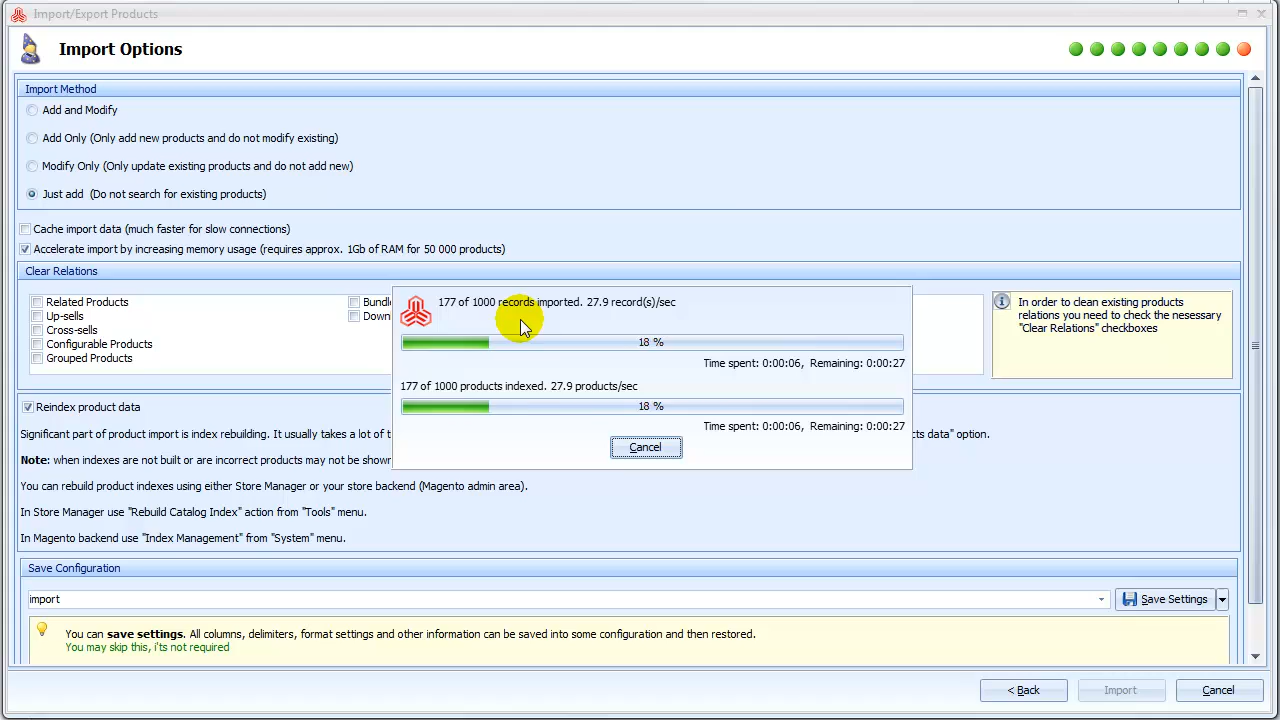 Import/Export Products
Import Options
Import Method
Add and Modify
Add Only (Only add new products and do not modify existing)
Modify Only (Only update existing products and do not add new)
Just add (Do not search for existing products)
Cache import data (much faster for slow connections)
Accelerate import by increasing memory usage (requires approx. 1Gb of RAM for 50 000 products)
Clear Relations
Related Products
Up-sells
Cross-sells
Configurable Products
Grouped Products
In order to clean existing products
relations you need to check the nesessary
"Clear Relations" checkboxes
177 of 1000 records imported. 27.9 record(s)/sec
18 %
Time spent: 0:00:06, Remaining: 0:00:27
177 of 1000 products indexed. 27.9 products/sec
18 %
Time spent: 0:00:06, Remaining: 0:00:27
Cancel
Reindex product data
Significant part of product import is index rebuilding. It usually takes a lot of data" option.
Note: when indexes are not built or are incorrect products may not be
You can rebuild product indexes using either Store Manager or your store backend (Magento admin area).
In Store Manager use "Rebuild Catalog Index" action from "Tools" menu.
In Magento backend use "Index Management" from "System" menu.
Save Configuration
import
Save Settings
You can save settings. All columns, delimiters, format settings and other information can be saved into some configuration and then restored.
You may skip this, i'ts not required
< Back
Import
Cancel